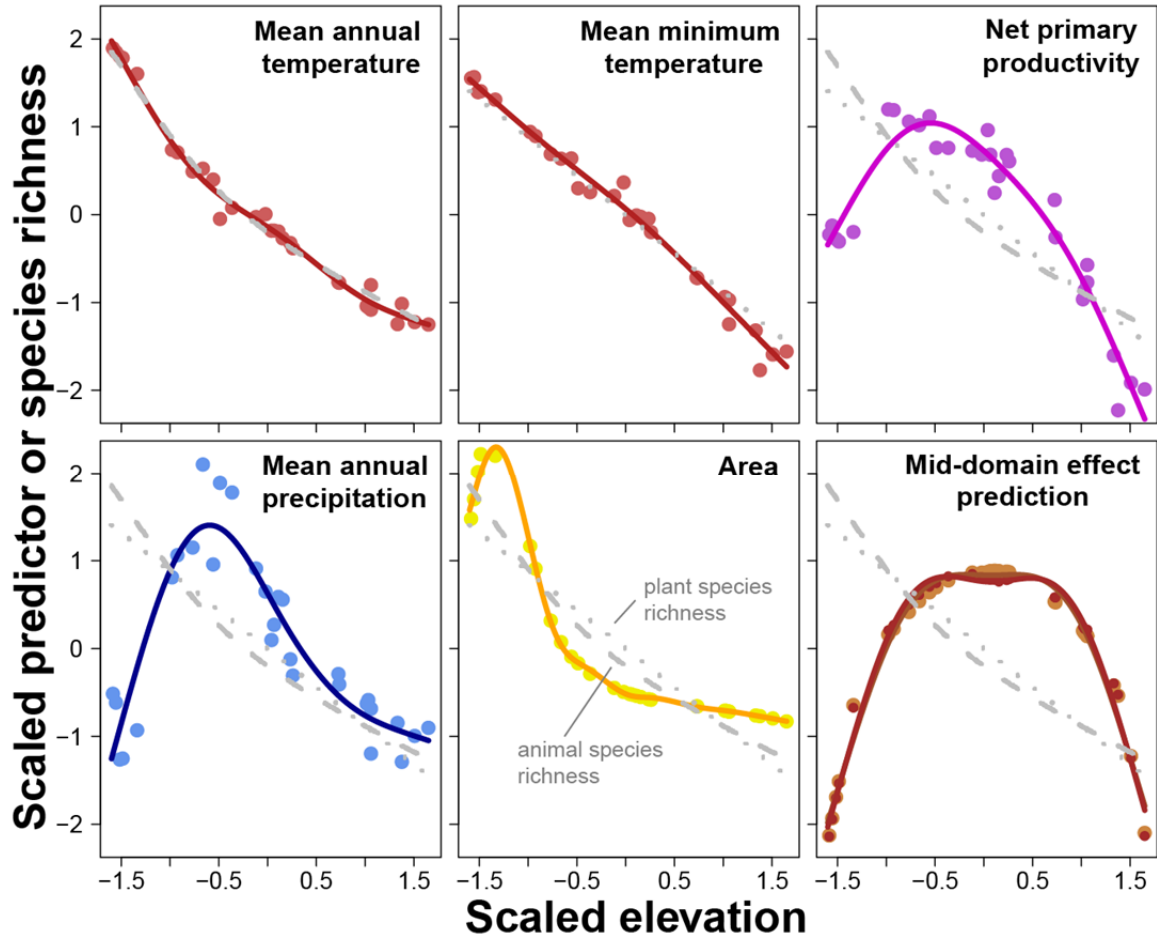 Scaled predictor or species richness
Mean annual
temperature
Mean minimum
temperature
Net primary
productivity
2
1
0
−1
−2
Mean annual
precipitation
Area
Mid-domain effect
prediction
plant species
richness
animal species
richness
2
1
0
−1
−2
−1.5 −0.5 0.5 1.5
−1.5 −0.5 0.5 1.5
−1.5 −0.5 0.5 1.5
Scaled elevation